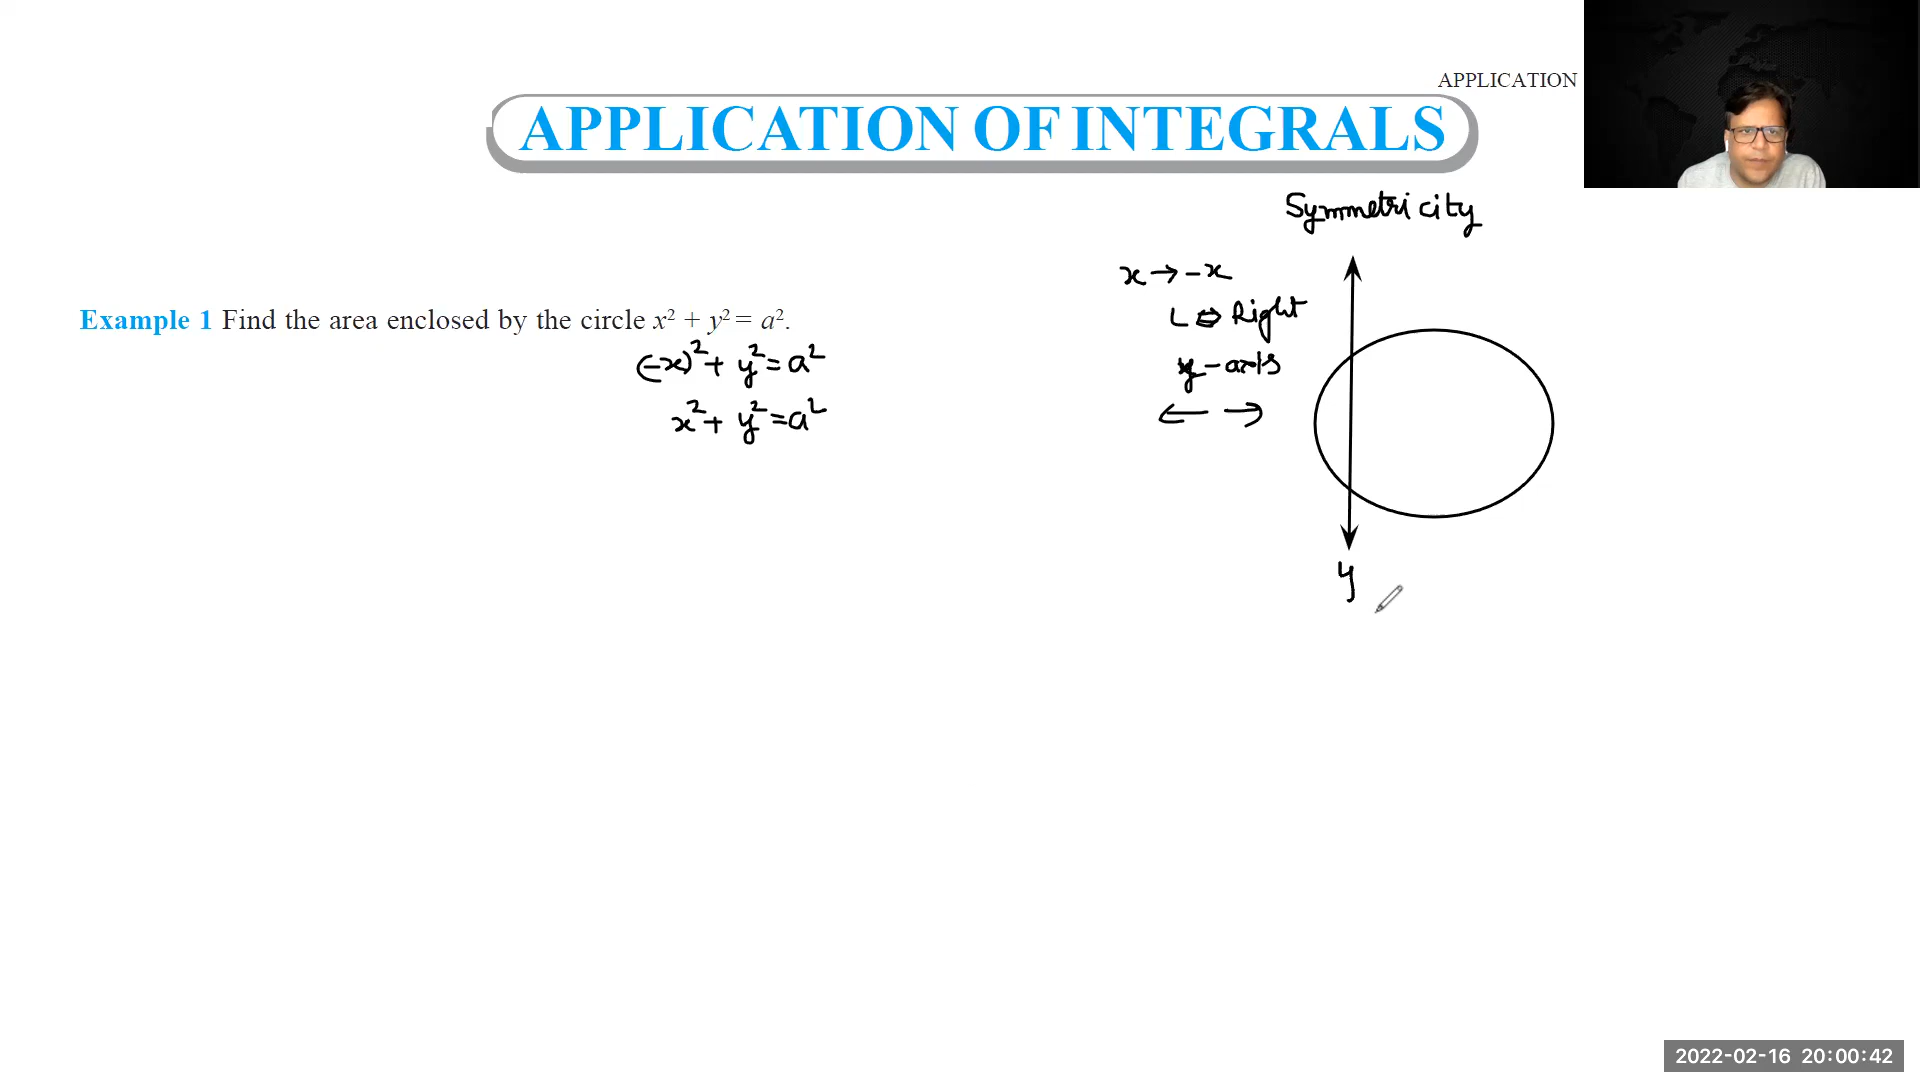 APPLICATION
APPLICATION OF INTEGRALS
Symmetricity
x → -x
L ⇔ Right
Example 1 Find the area enclosed by the circle x² + y² = a².
(-x)² + y² = a²
y-axis
x² + y² = a²
← →
y
2022-02-16 20:00:42